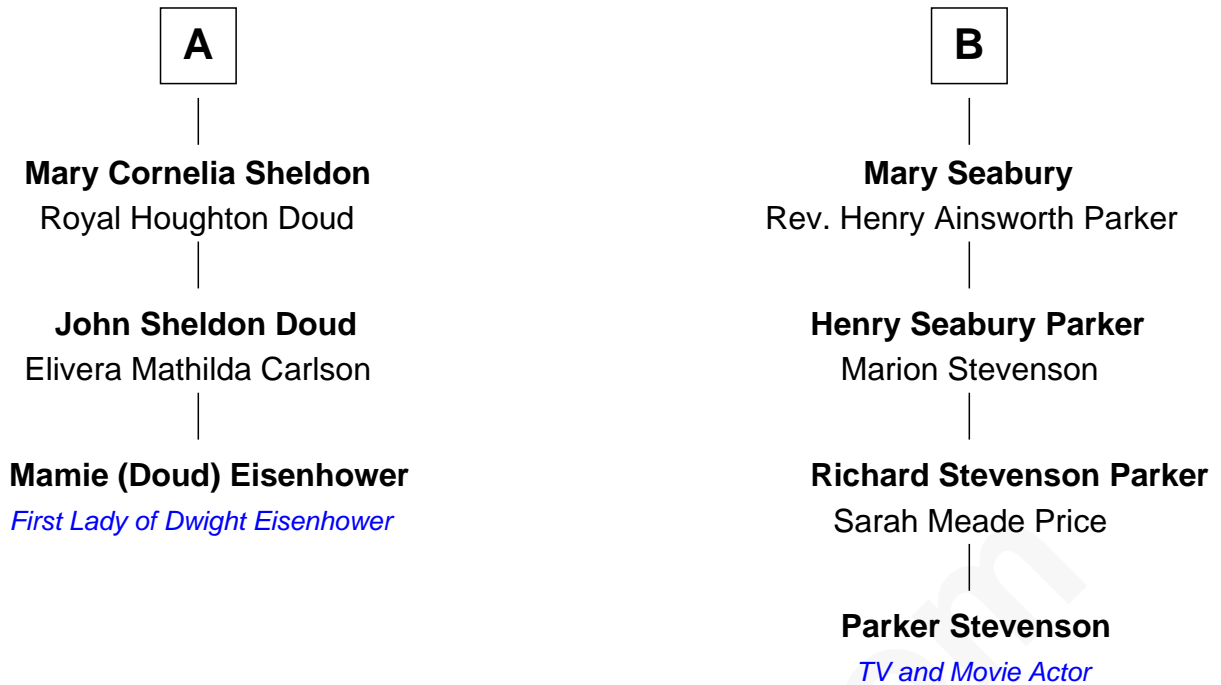 A
Mary Cornelia Sheldon
Royal Houghton Doud
John Sheldon Doud
Elivera Mathilda Carlson
Mamie (Doud) Eisenhower
First Lady of Dwight Eisenhower
B
Mary Seabury
Rev. Henry Ainsworth Parker
Henry Seabury Parker
Marion Stevenson
Richard Stevenson Parker
Sarah Meade Price
Parker Stevenson
TV and Movie Actor